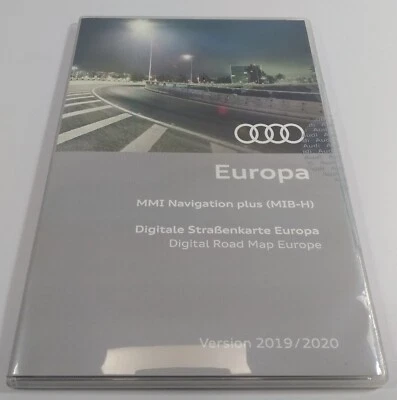 Europa
MMI Navigation plus (MIB-H)
Digitale Straßenkarte Europa
Digital Road Map Europe
Version 2019/2020